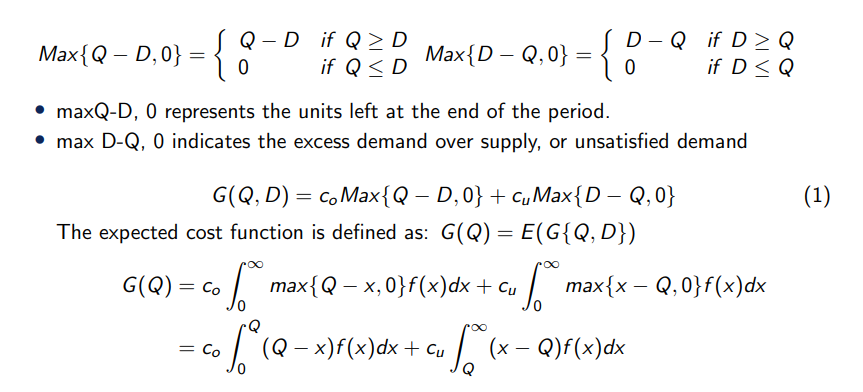 Max{Q − D, 0} = { Q − D if Q ≥ D Max{D − Q, 0} = { D − Q if D ≥ Q
0 if Q ≤ D 0 if D ≤ Q
• maxQ-D, 0 represents the units left at the end of the period.
• max D-Q, 0 indicates the excess demand over supply, or unsatisfied demand
G(Q, D) = c_o Max{Q − D, 0} + c_u Max{D − Q, 0} (1)
The expected cost function is defined as: G(Q) = E(G{Q, D})
G(Q) = c_o ∫_0^∞ max{Q − x, 0}f(x)dx + c_u ∫_0^∞ max{x − Q, 0}f(x)dx
= c_o ∫_0^Q (Q − x)f(x)dx + c_u ∫_Q^∞ (x − Q)f(x)dx